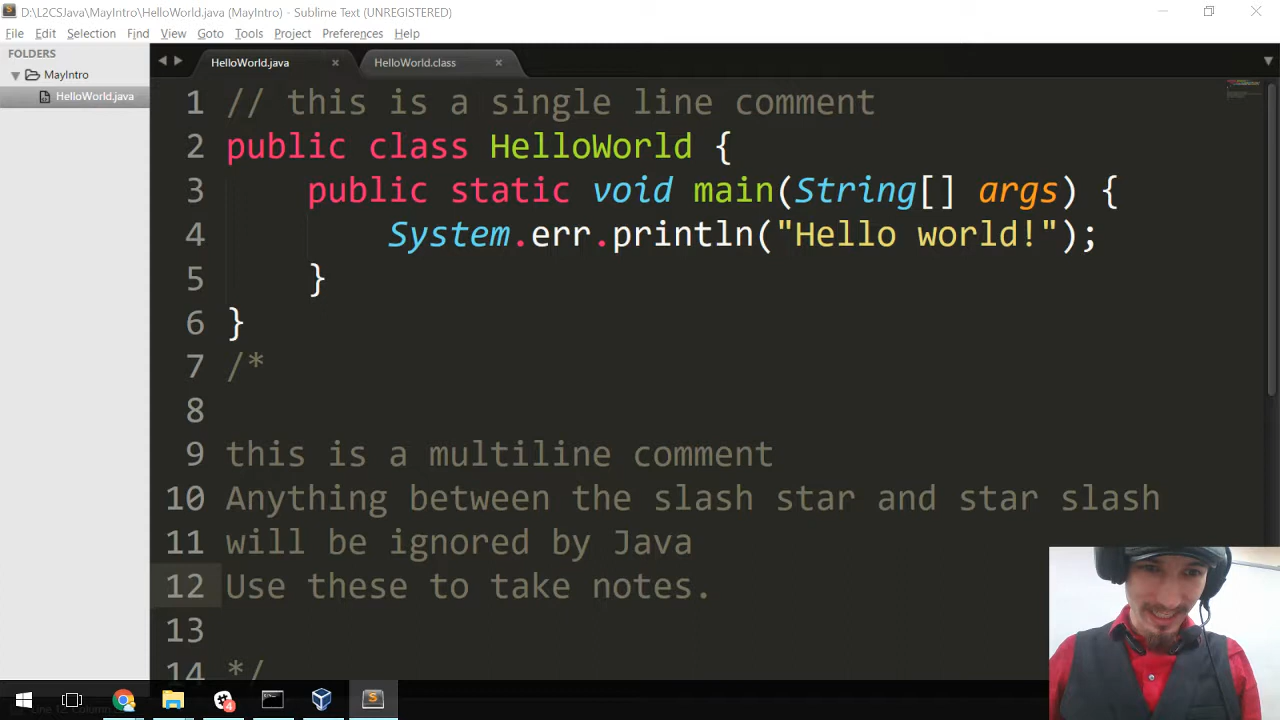 D:\L2CSJava\MayIntro\HelloWorld.java (MayIntro) - Sublime Text (UNREGISTERED)
File Edit Selection Find View Goto Tools Project Preferences Help
FOLDERS
MayIntro
HelloWorld.java
HelloWorld.java
HelloWorld.class
1 // this is a single line comment
2 public class HelloWorld {
3 public static void main(String[] args) {
4 System.err.println("Hello world!");
5 }
6 }
7 /*
8
9 this is a multiline comment
10 Anything between the slash star and star slash
11 will be ignored by Java
12 Use these to take notes.
13
14 */
4